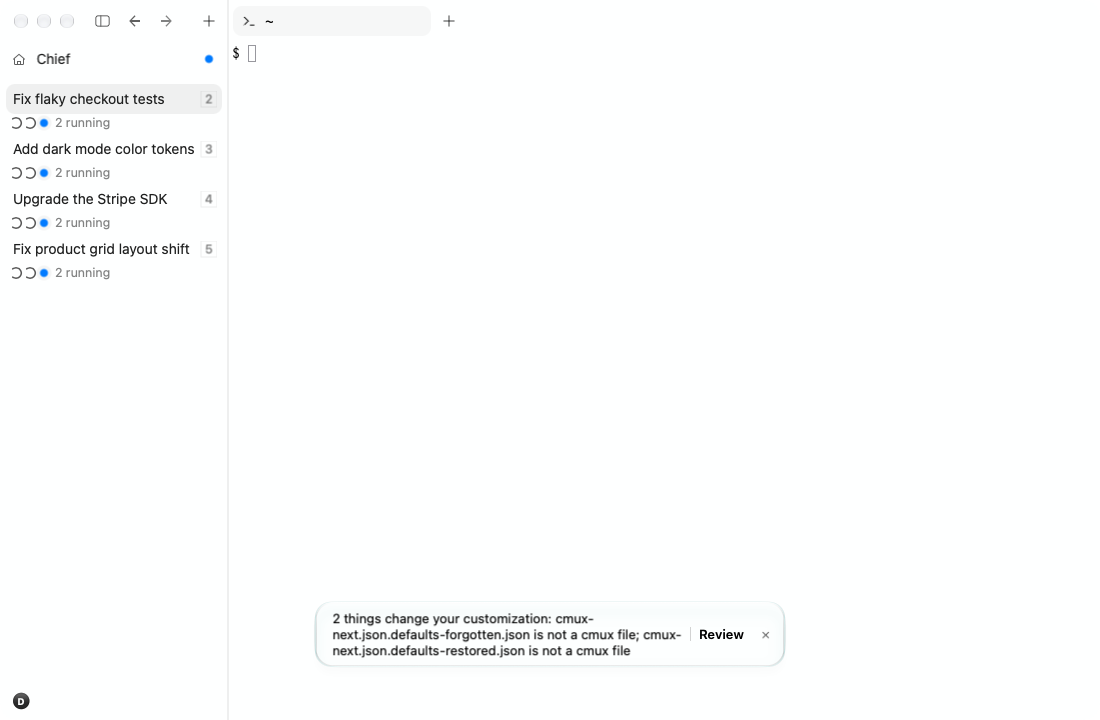 ~
Chief
$
Fix flaky checkout tests 2
2 running
Add dark mode color tokens 3
2 running
Upgrade the Stripe SDK 4
2 running
Fix product grid layout shift 5
2 running
2 things change your customization: cmux-
next.json.defaults-forgotten.json is not a cmux file; cmux-
next.json.defaults-restored.json is not a cmux file
Review
D